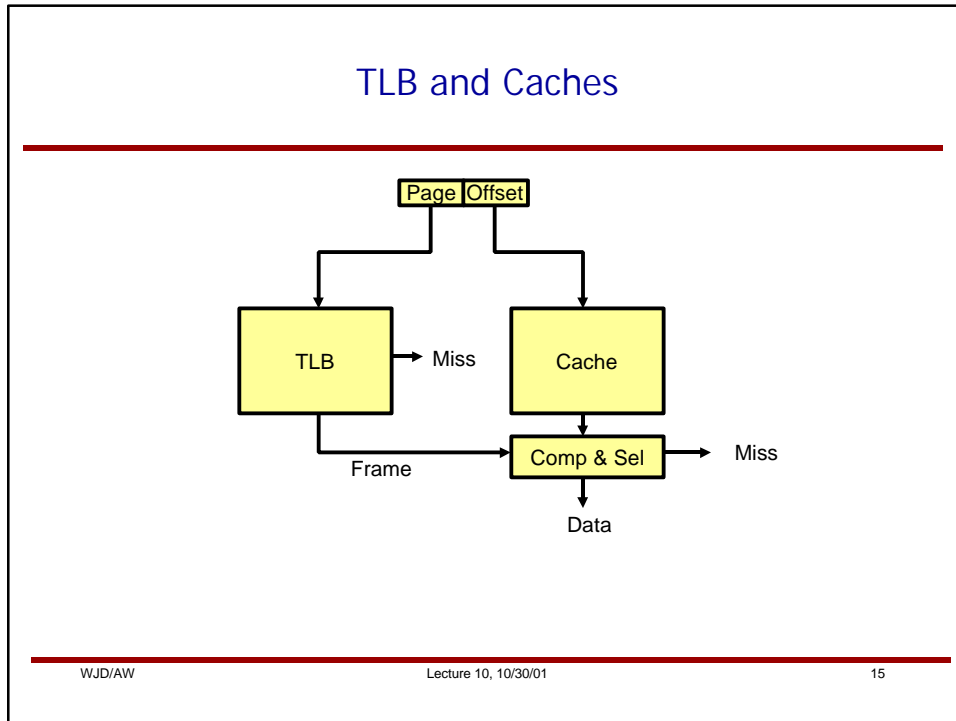 TLB and Caches
Page Offset
TLB
Miss
Cache
Comp & Sel
Miss
Frame
Data
WJD/AW
Lecture 10, 10/30/01
15